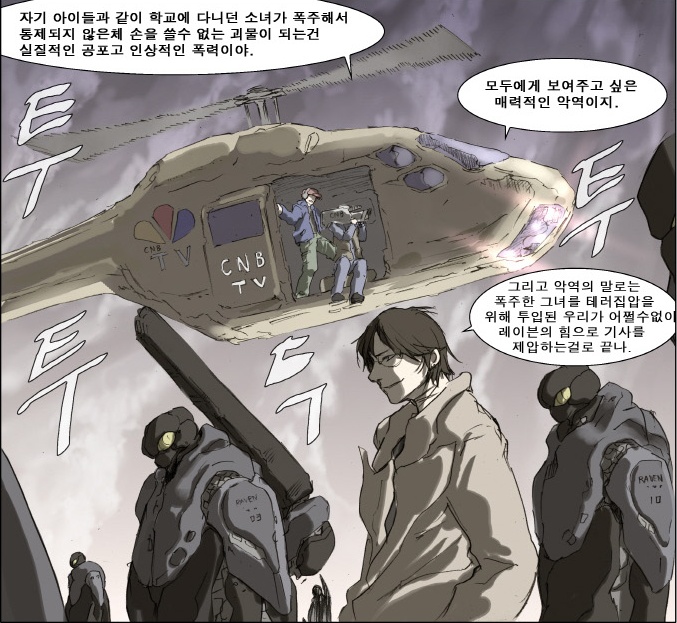 자기 아이들과 같이 학교에 다니던 소녀가 폭주해서
통제되지 않은체 손을 쓸수 없는 괴물이 되는건
실질적인 공포고 인상적인 폭력이야.
모두에게 보여주고 싶은
매력적인 악역이지.
투
투
CNB
TV
CNB
TV
그리고 악역의 말로는
폭주한 그녀를 테러집압을
위해 투입된 우리가 어쩔수없이
레이븐의 힘으로 기사를
제압하는걸로 끝나.
투
투
RAVEN
03
RAVEN
10